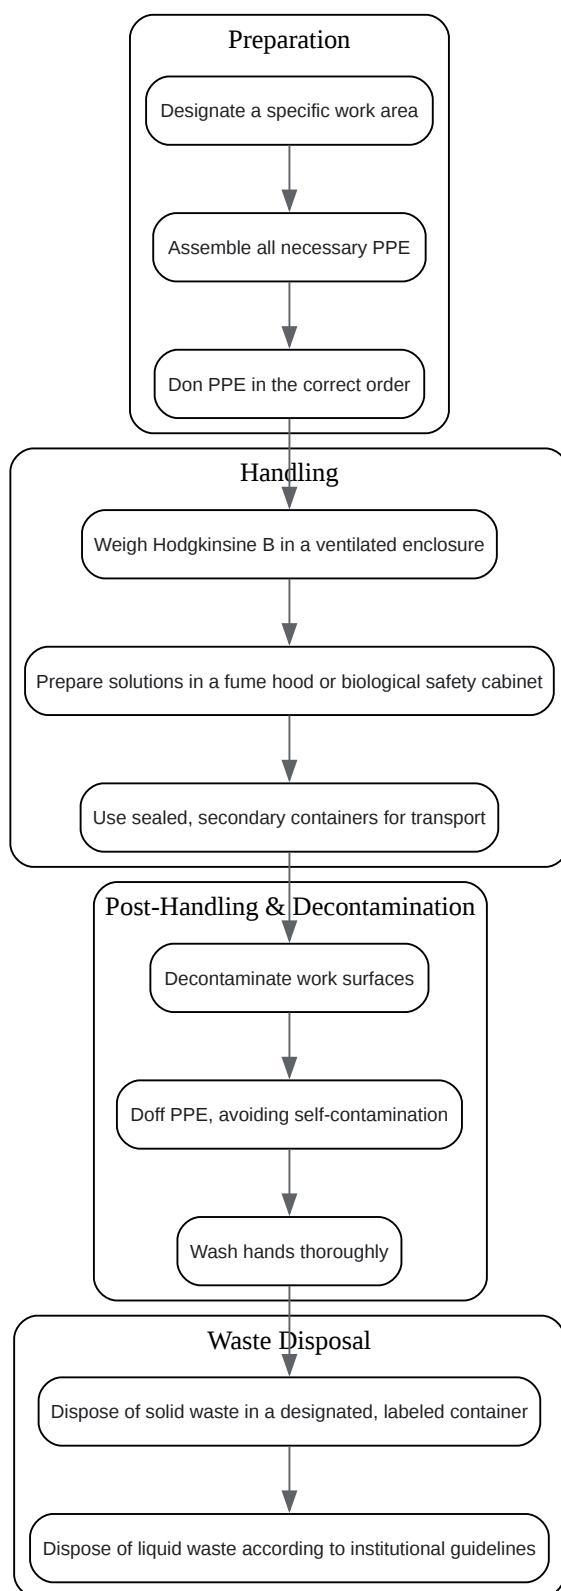 Preparation
Designate a specific work area
Assemble all necessary PPE
Don PPE in the correct order
Handling
Weigh Hodgkinsine B in a ventilated enclosure
Prepare solutions in a fume hood or biological safety cabinet
Use sealed, secondary containers for transport
Post-Handling & Decontamination
Decontaminate work surfaces
Doff PPE, avoiding self-contamination
Wash hands thoroughly
Waste Disposal
Dispose of solid waste in a designated, labeled container
Dispose of liquid waste according to institutional guidelines